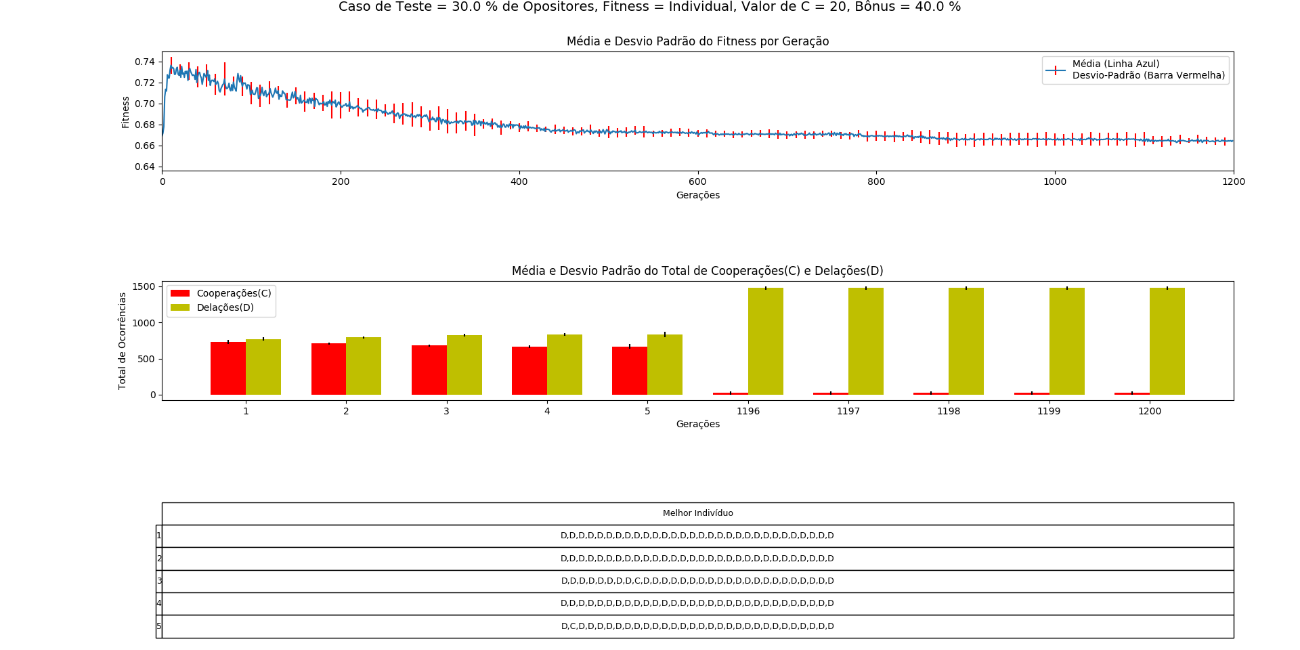 Caso de Teste = 30.0 % de Opositores, Fitness = Individual, Valor de C = 20, Bônus = 40.0 %
Média e Desvio Padrão do Fitness por Geração
Média (Linha Azul)
Desvio-Padrão (Barra Vermelha)
Fitness
0.74
0.72
0.70
0.68
0.66
0.64
0 200 400 600 800 1000 1200
Gerações
Média e Desvio Padrão do Total de Cooperações(C) e Delações(D)
Cooperações(C)
Delações(D)
Total de Ocorrências
1500
1000
500
0
1 2 3 4 5 1196 1197 1198 1199 1200
Gerações
Melhor Indivíduo
1 D,D,D,D,D,D,D,D,D,D,D,D,D,D,D,D,D,D,D,D,D,D,D,D,D,D,D,D,D,D
2 D,D,D,D,D,D,D,D,D,D,D,D,D,D,D,D,D,D,D,D,D,D,D,D,D,D,D,D,D,D
3 D,D,D,D,D,D,D,D,C,D,D,D,D,D,D,D,D,D,D,D,D,D,D,D,D,D,D,D,D,D
4 D,D,D,D,D,D,D,D,D,D,D,D,D,D,D,D,D,D,D,D,D,D,D,D,D,D,D,D,D,D
5 D,C,D,D,D,D,D,D,D,D,D,D,D,D,D,D,D,D,D,D,D,D,D,D,D,D,D,D,D,D